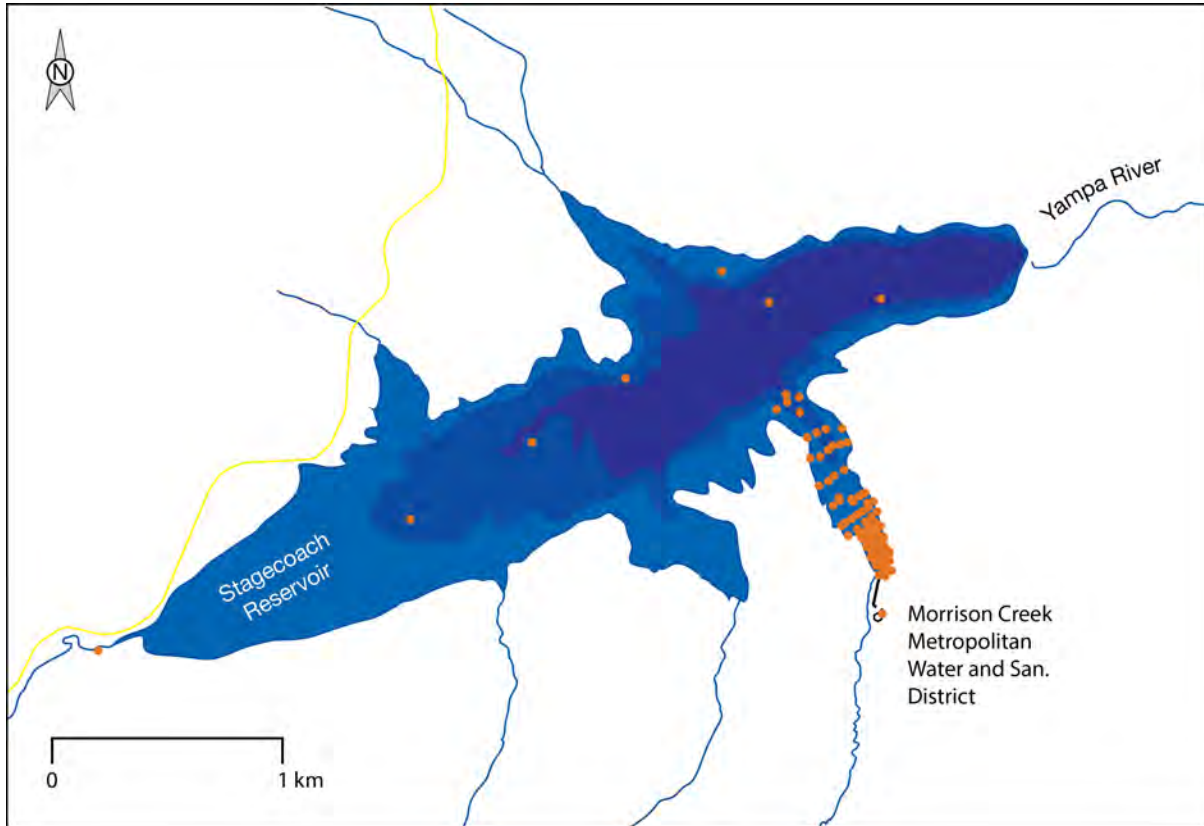 N
Yampa River
Stagecoach
Reservoir
Morrison Creek
Metropolitan
Water and San.
District
0 1 km